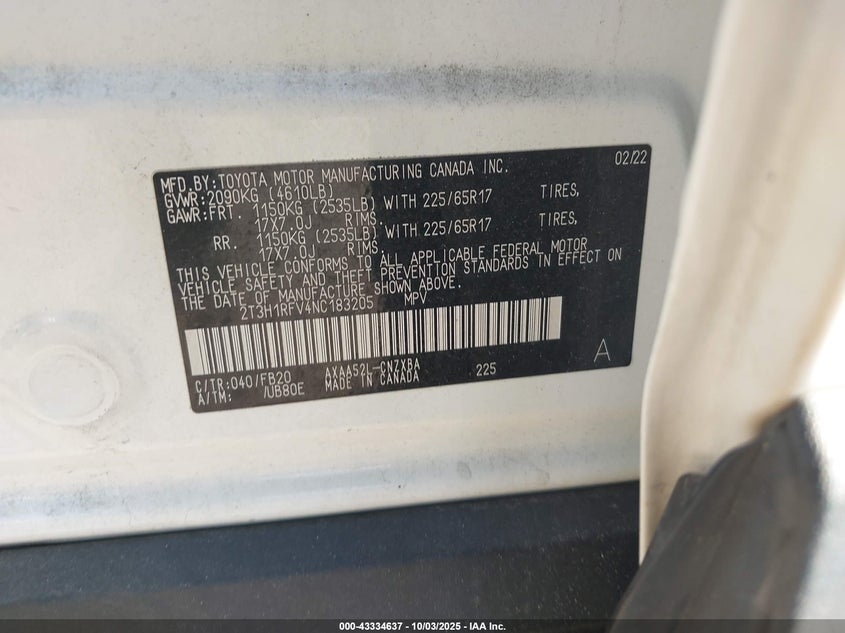 MFD.BY:TOYOTA MOTOR MANUFACTURING CANADA INC. 02/22
GVWR:2090KG (4610LB)
GAWR:FRT. 1150KG (2535LB) WITH 225/65R17 TIRES,
17X7.0J RIMS
RR. 1150KG (2535LB) WITH 225/65R17 TIRES,
17X7.0J RIMS
THIS VEHICLE CONFORMS TO ALL APPLICABLE FEDERAL MOTOR
VEHICLE SAFETY AND THEFT PREVENTION STANDARDS IN EFFECT ON
THE DATE OF MANUFACTURE SHOWN ABOVE.
2T3H1RFV4NC183205 MPV
A
C/TR:040/FB20 AXAA52L-CNZXBA 225
A/TM: /UB80E MADE IN CANADA
000-43334637 - 10/03/2025 - IAA Inc.